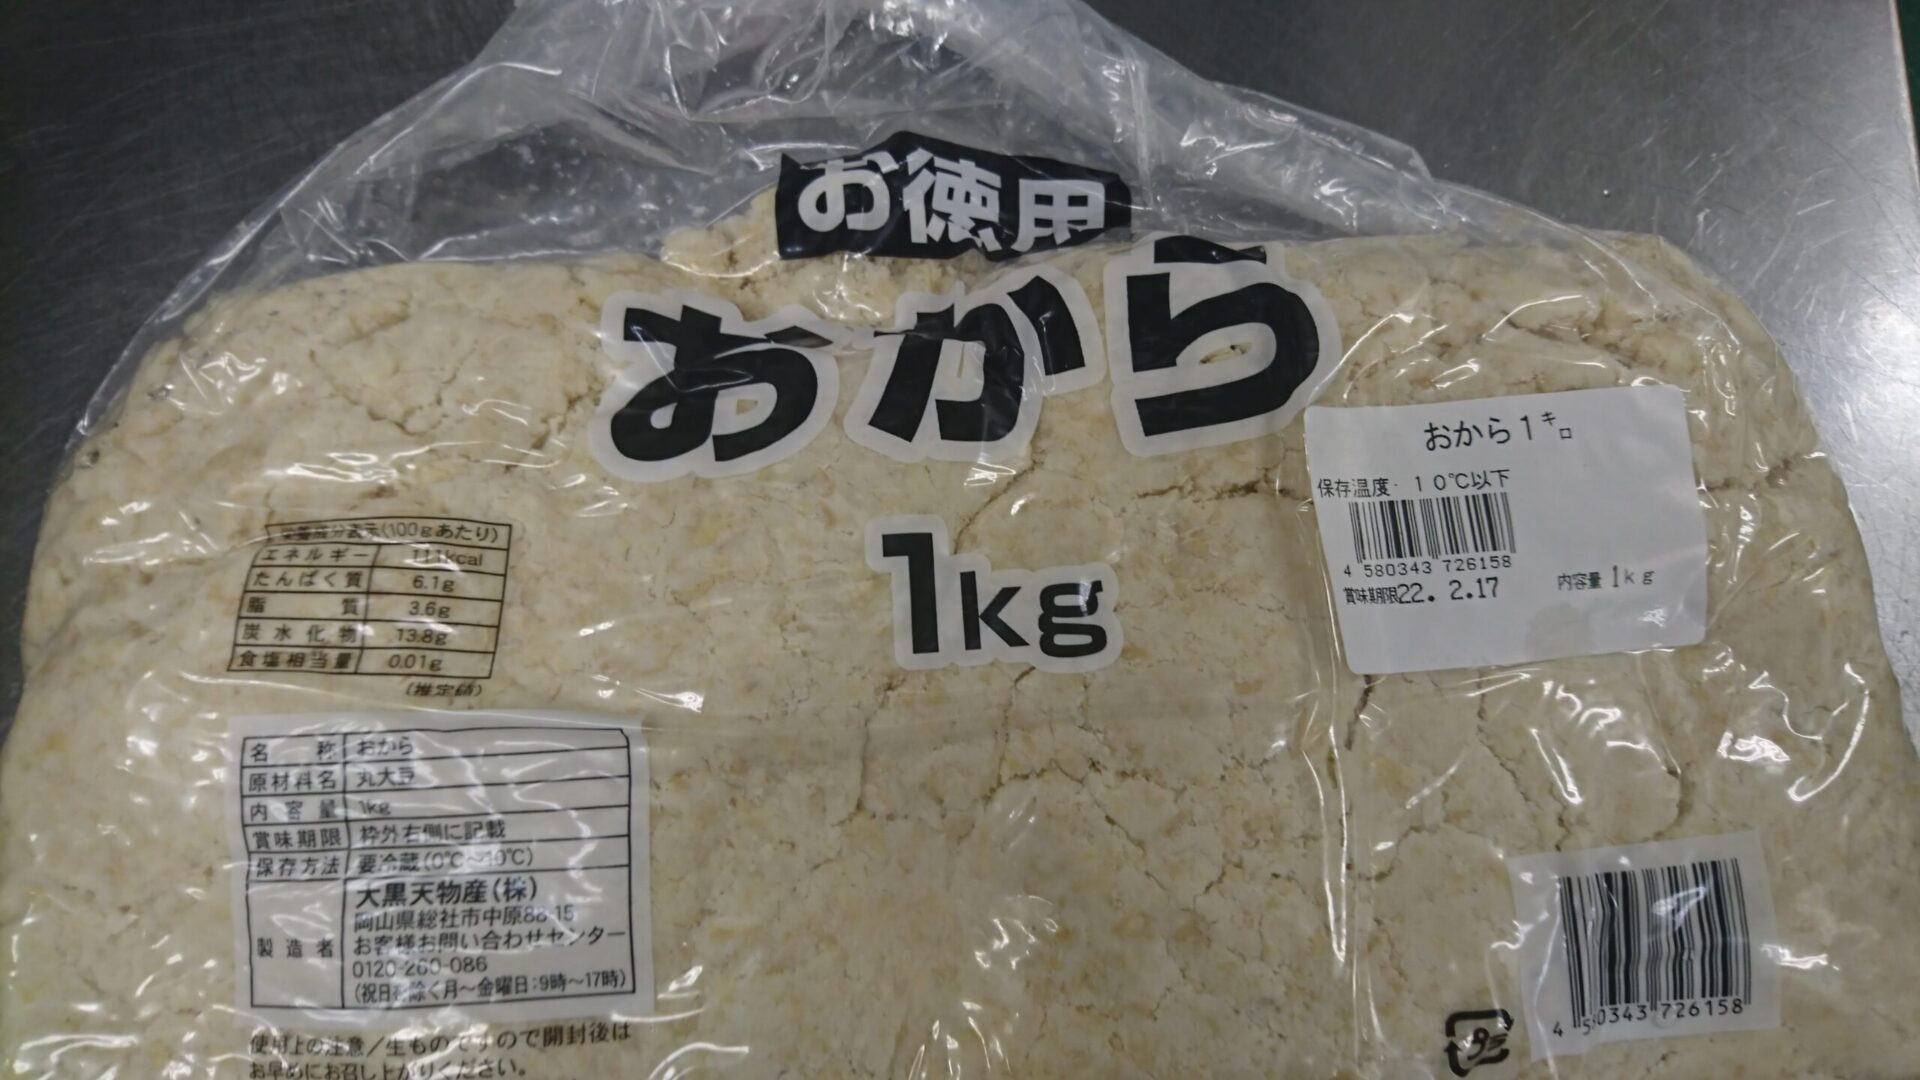 お徳用
おから
1kg
おから1キロ
保存温度 10℃以下
4 580343 726158
賞味期限22. 2.17
内容量 1kg
栄養成分表示(100gあたり)
エネルギー 111kcal
たんぱく質 6.1g
脂質 3.6g
炭水化物 13.8g
食塩相当量 0.01g
(推定値)
名称 おから
原材料名 丸大豆
内容量 1kg
賞味期限 枠外右側に記載
保存方法 要冷蔵(0℃〜10℃)
製造者 大黒天物産(株)
岡山県総社市中原88-15
お客様お問い合わせセンター
0120-260-086
(祝日を除く月〜金曜日:9時〜17時)
使用上の注意/生ものですので開封後は
お早めにお召し上がりください。
4 580343 726158
プラ